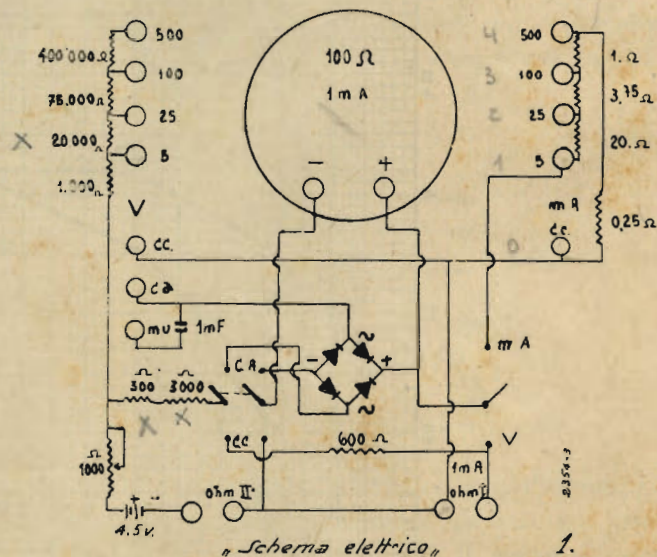 500
400 000 Ω
100
75.000 Ω
25
20.000 Ω
5
1.000 Ω
V
CC.
Ca
mu
1mF
100 Ω
1 m A
-
+
4
500
1. Ω
3
100
3,75 Ω
2
25
20. Ω
1
5
mA
cc.
0
0,25 Ω
x
Ω
300
Ω
3000
x
x
C A
~
-
+
~
m A
cc.
600 Ω
V
Ω
1000
4.5 v.
ohm II
1mA
ohm I
2354-3
„ Schema elettrico „
1.